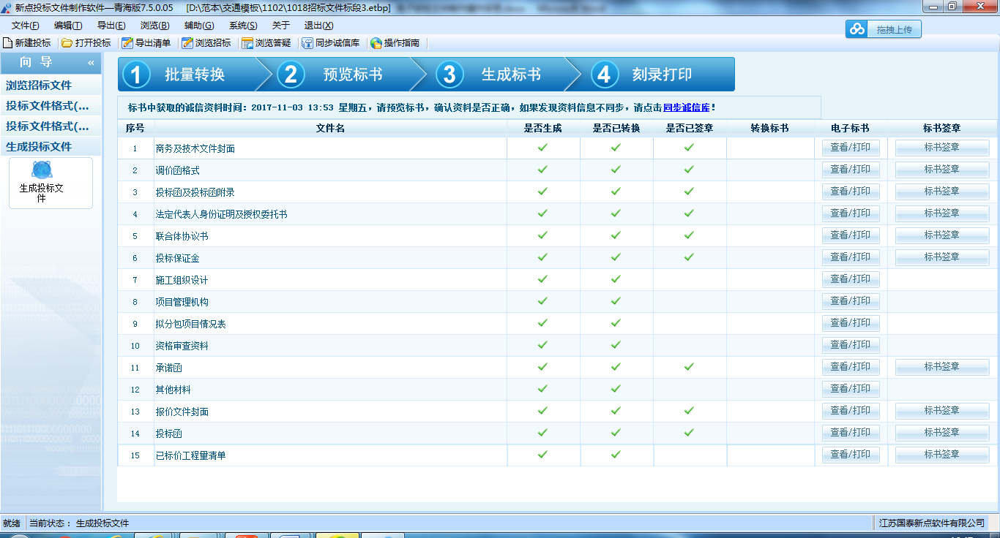 新点投标文件制作软件—青海版7.5.0.05 [D:\范本\交通模板\1102\1018招标文件标段3.etbp]
文件(F) 编辑(T) 导出(E) 浏览(B) 辅助(G) 系统(S) 关于 退出(X)
拖拽上传
新建投标 打开投标 导出清单 浏览招标 浏览答疑 同步诚信库 操作指南
向 导 «
浏览招标文件
投标文件格式(...
投标文件格式(...
生成投标文件
生成投标文
件
1 批量转换 2 预览标书 3 生成标书 4 刻录打印
标书中获取的诚信资料时间：2017-11-03 13:53 星期五，请预览标书，确认资料是否正确，如果发现资料信息不同步，请点击同步诚信库！
序号 文件名 是否生成 是否已转换 是否已签章 转换标书 电子标书 标书签章
1 商务及技术文件封面 查看/打印 标书签章
2 调价函格式 查看/打印 标书签章
3 投标函及投标函附录 查看/打印 标书签章
4 法定代表人身份证明及授权委托书 查看/打印 标书签章
5 联合体协议书 查看/打印 标书签章
6 投标保证金 查看/打印 标书签章
7 施工组织设计 查看/打印
8 项目管理机构 查看/打印
9 拟分包项目情况表 查看/打印
10 资格审查资料 查看/打印
11 承诺函 查看/打印 标书签章
12 其他材料 查看/打印
13 报价文件封面 查看/打印 标书签章
14 投标函 查看/打印 标书签章
15 已标价工程量清单 查看/打印 标书签章
就绪 当前状态： 生成投标文件 江苏国泰新点软件有限公司